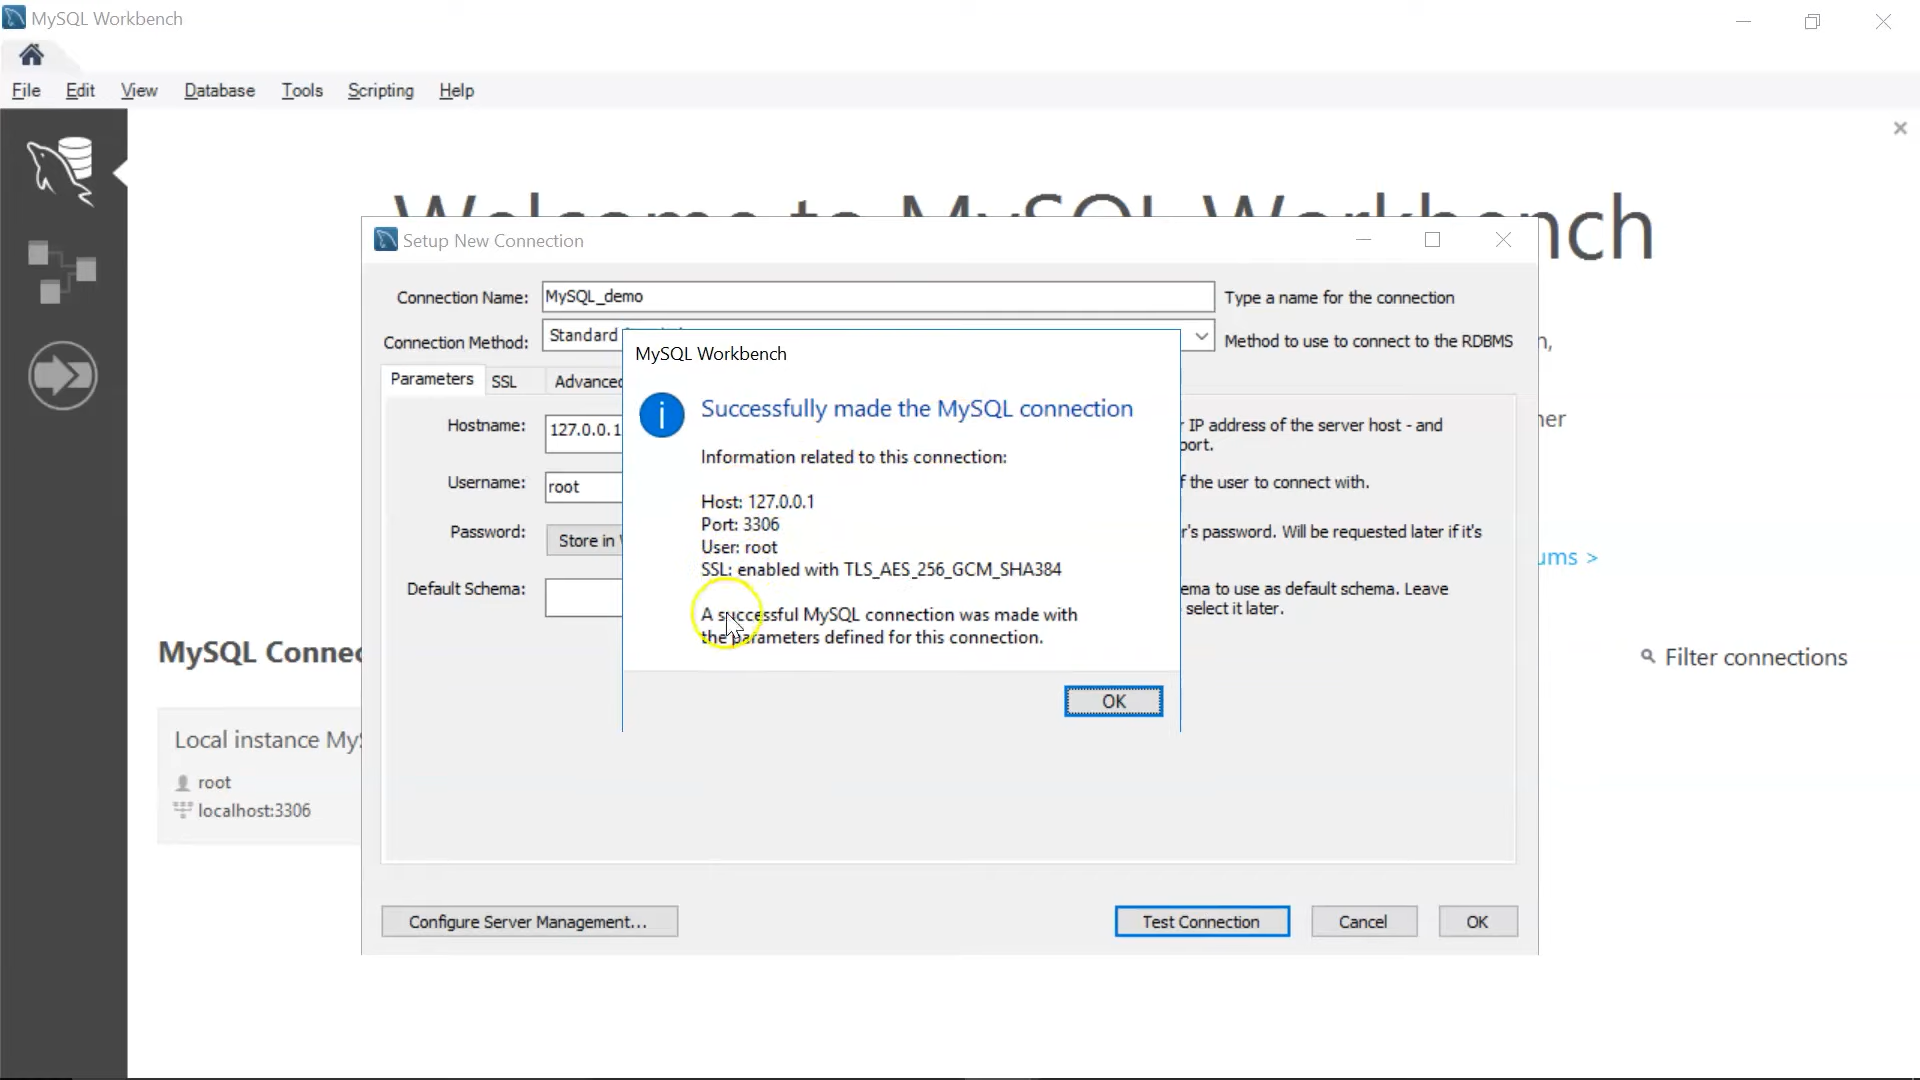 MySQL Workbench
File Edit View Database Tools Scripting Help
Welcome to MySQL Workbench
Setup New Connection
Connection Name: MySQL_demo Type a name for the connection
Connection Method: Standard Method to use to connect to the RDBMS
Parameters SSL Advanced
MySQL Workbench
Successfully made the MySQL connection
Information related to this connection:
Host: 127.0.0.1
Port: 3306
User: root
SSL: enabled with TLS_AES_256_GCM_SHA384
A successful MySQL connection was made with
the parameters defined for this connection.
OK
Hostname: 127.0.0.1 IP address of the server host - and
port.
Username: root f the user to connect with.
Password: Store in r's password. Will be requested later if it's
Default Schema: ema to use as default schema. Leave
select it later.
Configure Server Management... Test Connection Cancel OK
n,
her
ums >
MySQL Connec
Filter connections
Local instance MyS
root
localhost:3306